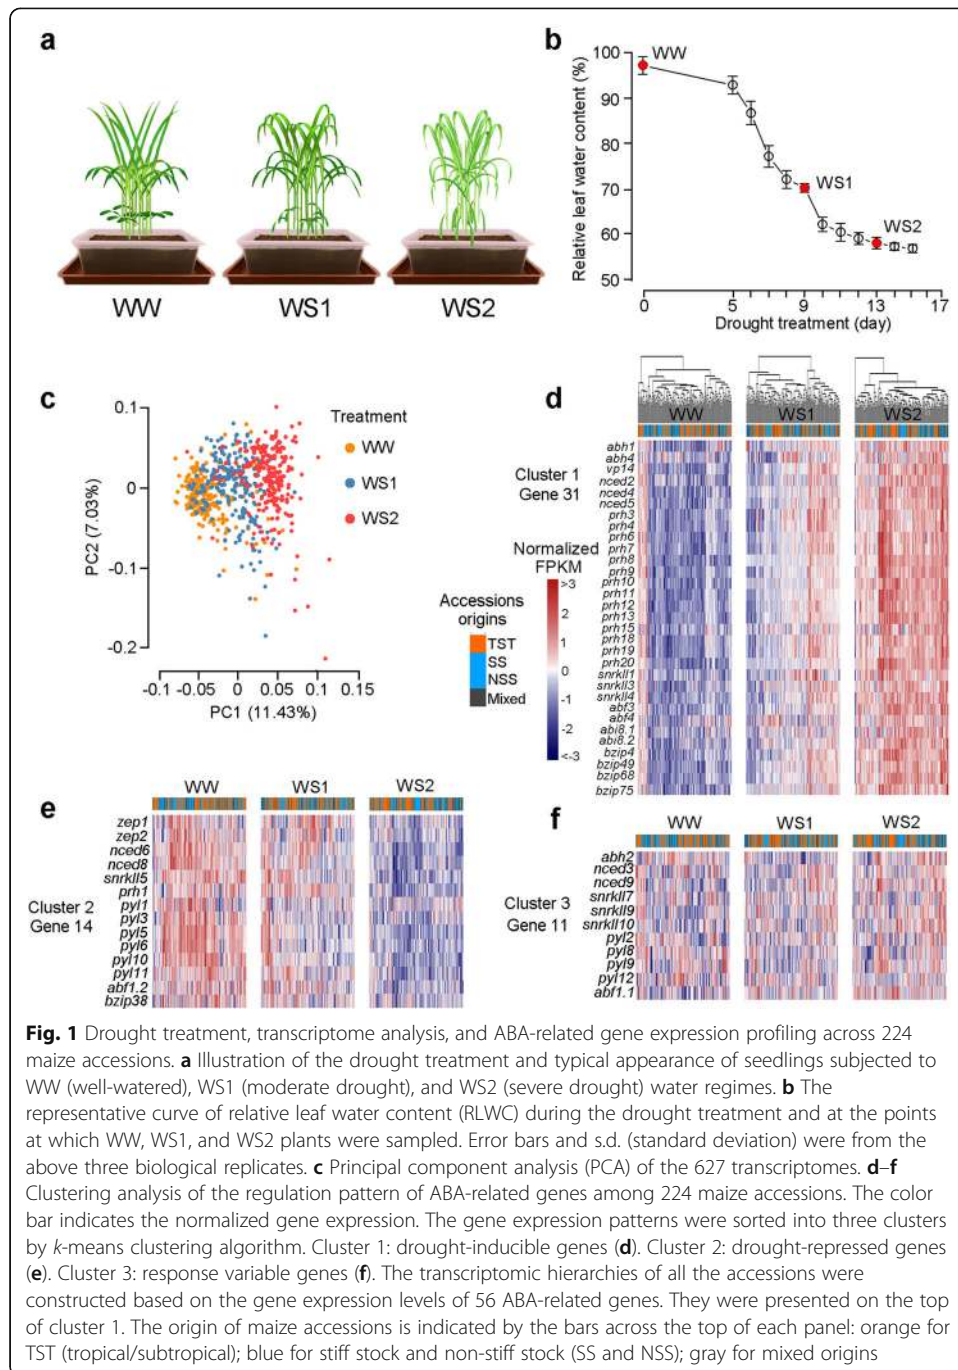 a
WW
WS1
WS2
b
Relative leaf water content (%)
100
90
80
70
60
50
WW
WS1
WS2
0
5
9
13
17
Drought treatment (day)
c
PC2 (7.03%)
0.1
0
-0.1
-0.2
-0.1
-0.05
0
0.05
0.1
0.15
PC1 (11.43%)
Treatment
WW
WS1
WS2
Accessions
origins
TST
SS
NSS
Mixed
d
Cluster 1
Gene 31
Normalized
FPKM
>3
2
1
0
-1
-2
<-3
WW
WS1
WS2
abh1
abh4
vp14
nced2
nced4
nced5
prh3
prh4
prh6
prh7
prh8
prh9
prh10
prh11
prh12
prh13
prh15
prh18
prh19
prh20
snrkII1
snrkII3
snrkII4
abf3
abf4
abi8.1
abi8.2
bzip4
bzip49
bzip68
bzip75
e
WW
WS1
WS2
Cluster 2
Gene 14
zep1
zep2
nced6
nced8
snrkII5
prh1
pyl1
pyl3
pyl5
pyl6
pyl10
pyl11
abf1.2
bzip38
f
WW
WS1
WS2
Cluster 3
Gene 11
abh2
nced3
nced9
snrkII7
snrkII9
snrkII10
pyl2
pyl8
pyl9
pyl12
abf1.1
Fig. 1 Drought treatment, transcriptome analysis, and ABA-related gene expression profiling across 224
maize accessions. a Illustration of the drought treatment and typical appearance of seedlings subjected to
WW (well-watered), WS1 (moderate drought), and WS2 (severe drought) water regimes. b The
representative curve of relative leaf water content (RLWC) during the drought treatment and at the points
at which WW, WS1, and WS2 plants were sampled. Error bars and s.d. (standard deviation) were from the
above three biological replicates. c Principal component analysis (PCA) of the 627 transcriptomes. d–f
Clustering analysis of the regulation pattern of ABA-related genes among 224 maize accessions. The color
bar indicates the normalized gene expression. The gene expression patterns were sorted into three clusters
by k-means clustering algorithm. Cluster 1: drought-inducible genes (d). Cluster 2: drought-repressed genes
(e). Cluster 3: response variable genes (f). The transcriptomic hierarchies of all the accessions were
constructed based on the gene expression levels of 56 ABA-related genes. They were presented on the top
of cluster 1. The origin of maize accessions is indicated by the bars across the top of each panel: orange for
TST (tropical/subtropical); blue for stiff stock and non-stiff stock (SS and NSS); gray for mixed origins